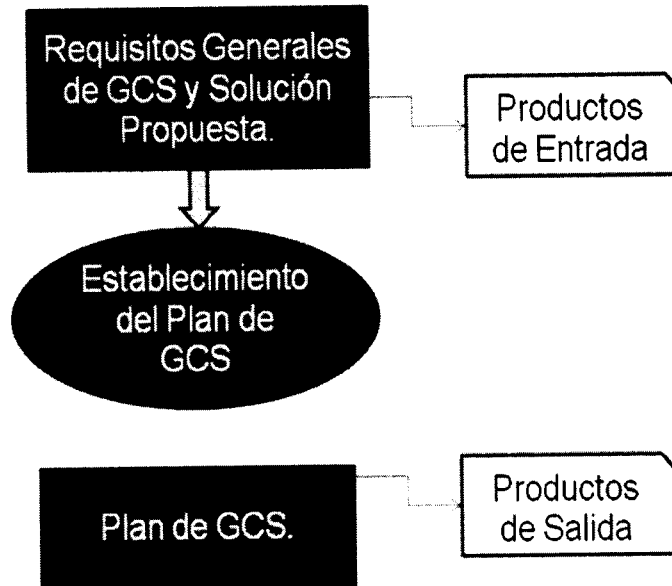 Requisitos Generales
de GCS y Solución
Propuesta.
Productos
de Entrada
Establecimiento
del Plan de
GCS
Plan de GCS.
Productos
de Salida